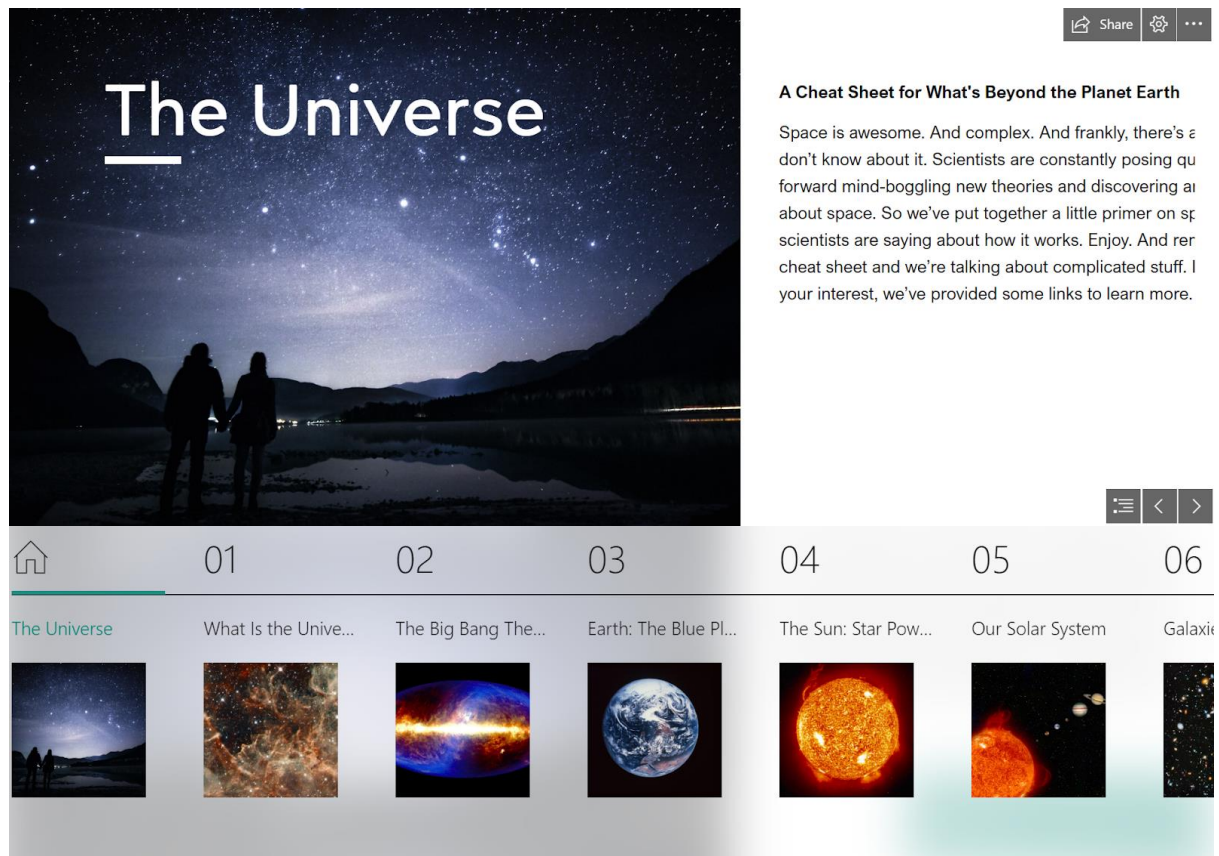 Share
The Universe
A Cheat Sheet for What's Beyond the Planet Earth
Space is awesome. And complex. And frankly, there's a
don't know about it. Scientists are constantly posing qu
forward mind-boggling new theories and discovering
about space. So we've put together a little primer on
scientists are saying about how it works. Enjoy. And
cheat sheet and we're talking about complicated stuff.
your interest, we've provided some links to learn more.
01
02
03
04
05
06
The Universe
What Is the Unive...
The Big Bang The...
Earth: The Blue Pl...
The Sun: Star Pow...
Our Solar System
Galaxie